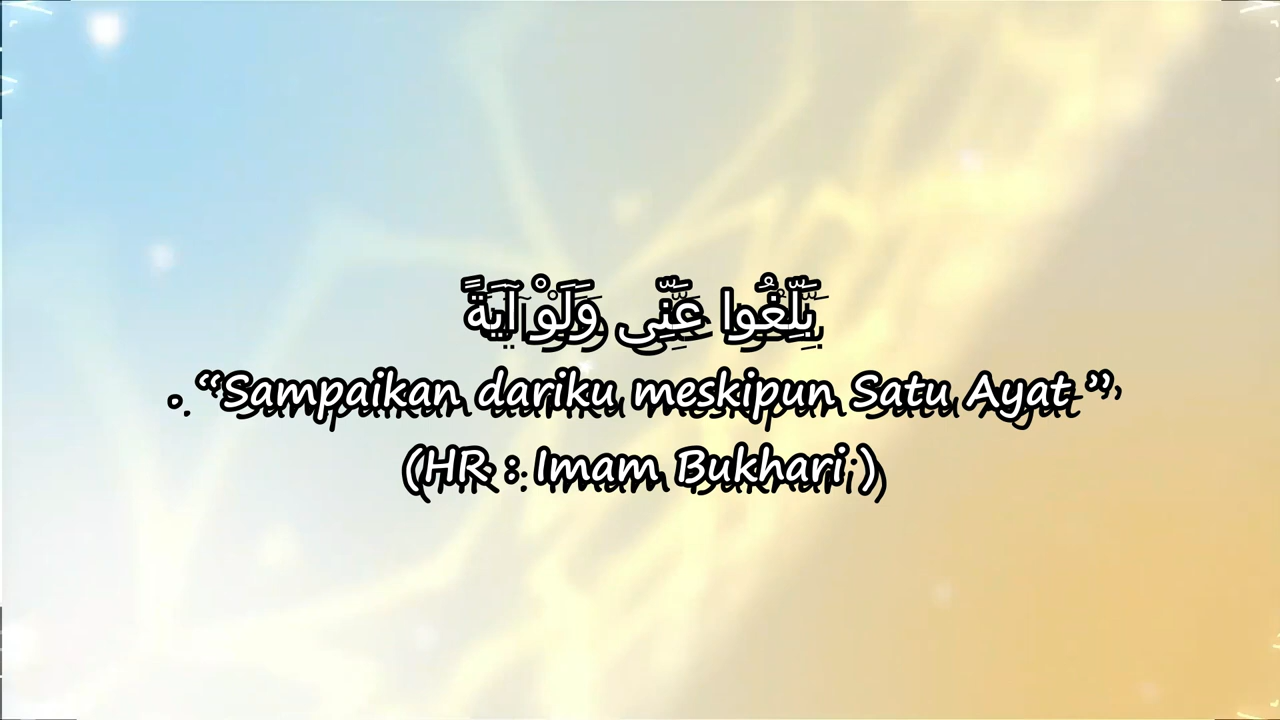 بَلِّغُوا عَنِّى وَلَوْ آيَةً
. “Sampaikan dariku meskipun Satu Ayat ”
(HR : Imam Bukhari )